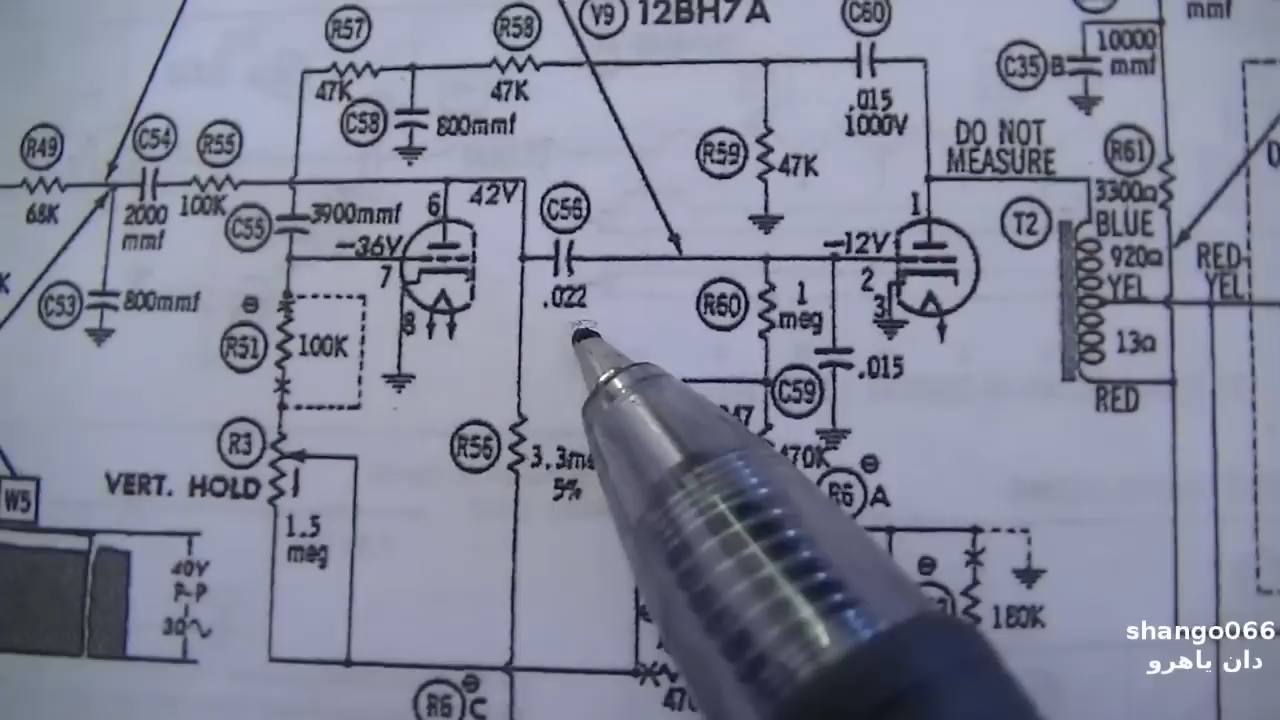 V9 12BH7A
C60
mmf
R57
R58
47K
47K
C58
800mmf
.015
1000V
C35 B
10000
mmf
DO NOT
MEASURE
R49
C54
R55
68K
2000
mmf
100K
C55
3900mmf
6
42V
C56
R59
47K
1
R61
3300Ω
T2
BLUE
920Ω
YEL
RED-
YEL
-36V
7
8
-12V
2
3
C53
800mmf
.022
R60
1
meg
R51
100K
13Ω
.015
C59
RED
R3
R56
3.3
5%
470K
VERT. HOLD
1
W5
R6 A
1.5
meg
40V
P-P
30~
180K
R6 C
shango066
دان ياهرو